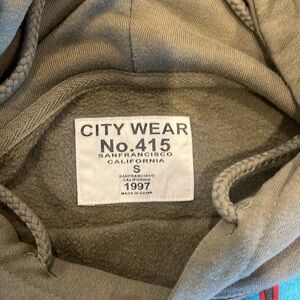 CITY WEAR
No.415
SANFRANCISCO
CALIFORNIA
S
SANFRANCISCO
CALIFORNIA
1997
MADE IN CHINA